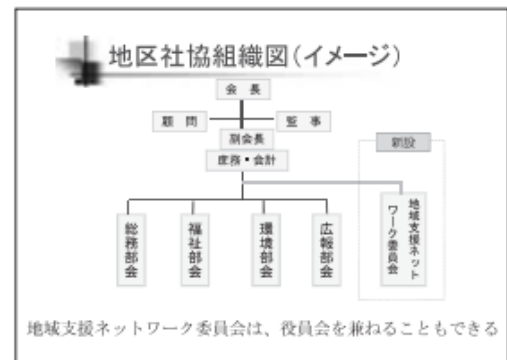 地区社協組織図(イメージ)
会 長
顧 問
監 事
副会長
庶務・会計
新設
総務部会
福祉部会
環境部会
広報部会
地域支援ネット
ワーク委員会
地域支援ネットワーク委員会は、役員会を兼ねることもできる